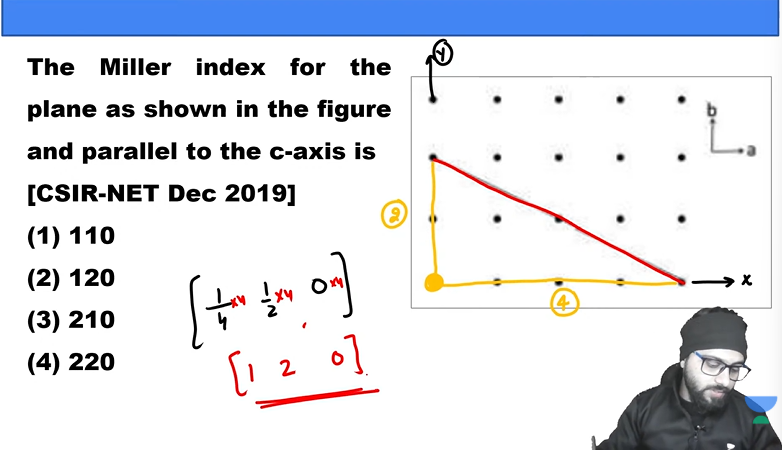 The Miller index for the
plane as shown in the figure
and parallel to the c-axis is
[CSIR-NET Dec 2019]
(1) 110
(2) 120
(3) 210
(4) 220
[1/4 ×4 1/2 ×4 0 ×4]
[1 2 0]
y
b
a
2
x
4